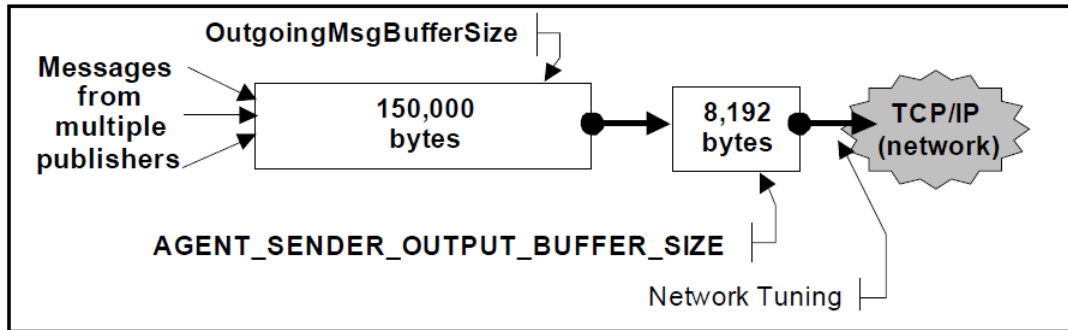 OutgoingMsgBufferSize
Messages
from
multiple
publishers
150,000
bytes
8,192
bytes
TCP/IP
(network)
AGENT_SENDER_OUTPUT_BUFFER_SIZE
Network Tuning